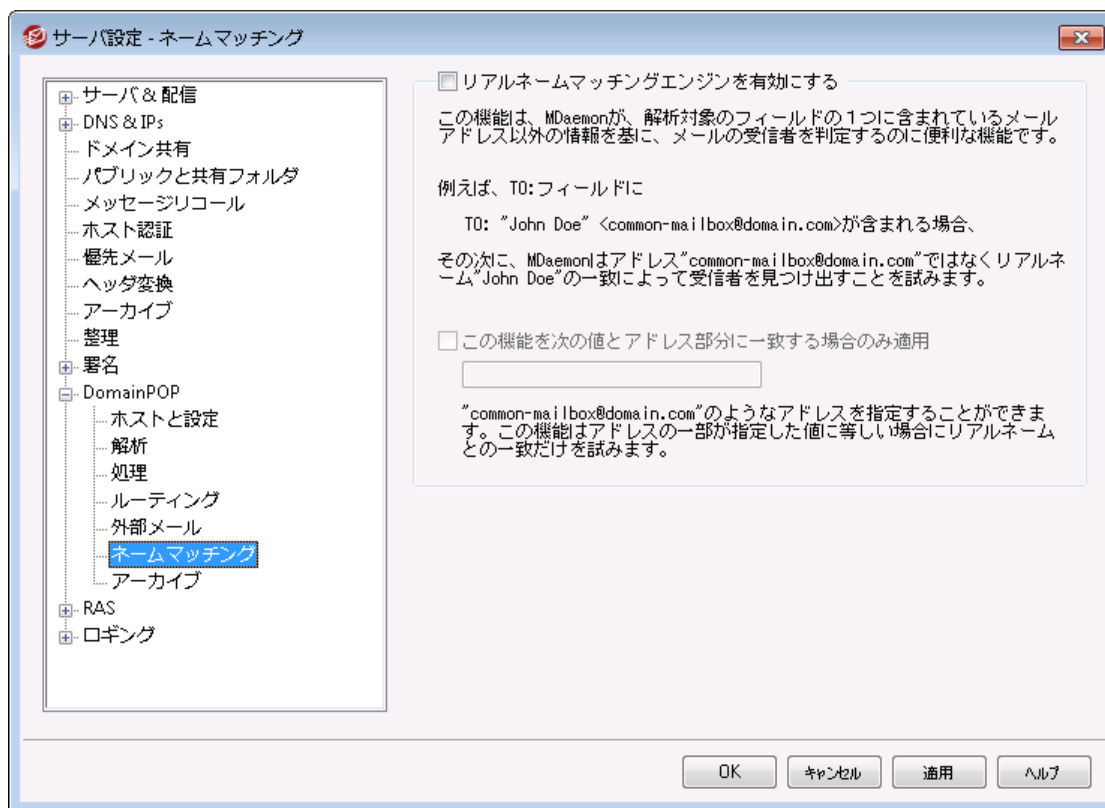 サーバ設定 - ネームマッチング
サーバ & 配信
DNS & IPs
ドメイン共有
パブリックと共有フォルダ
メッセージリコール
ホスト認証
優先メール
ヘッダ変換
アーカイブ
整理
署名
DomainPOP
ホストと設定
解析
処理
ルーティング
外部メール
ネームマッチング
アーカイブ
RAS
ロギング
リアルネームマッチングエンジンを有効にする
この機能は、MDaemonが、解析対象のフィールドの１つに含まれているメール
アドレス以外の情報を基に、メールの受信者を判定するのに便利な機能です。
例えば、TO:フィールドに
TO: "John Doe" <common-mailbox@domain.com>が含まれる場合、
その次に、MDaemonはアドレス"common-mailbox@domain.com"ではなくリアルネ
ーム"John Doe"の一致によって受信者を見つけ出すことを試みます。
この機能を次の値とアドレス部分に一致する場合のみ適用
"common-mailbox@domain.com"のようなアドレスを指定することができま
す。この機能はアドレスの一部が指定した値に等しい場合にリアルネーム
との一致だけを試みます。
OK
キャンセル
適用
ヘルプ